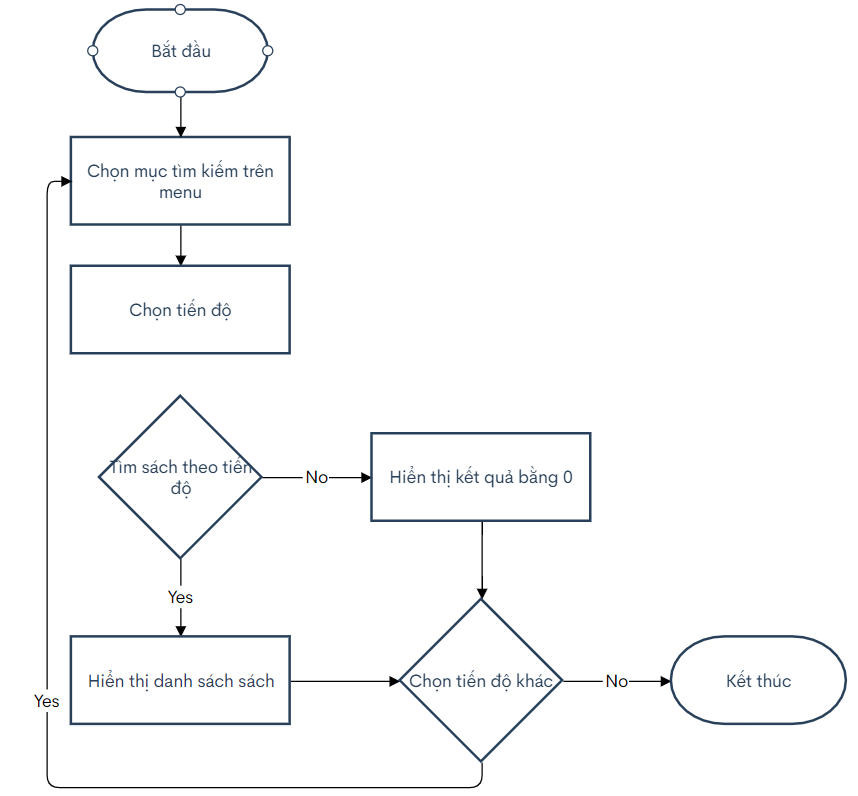 Bắt đầu
Chọn mục tìm kiếm trên
menu
Chọn tiến độ
Tìm sách theo tiến
độ
No
Hiển thị kết quả bằng 0
Yes
Hiển thị danh sách sách
Chọn tiến độ khác
No
Kết thúc
Yes